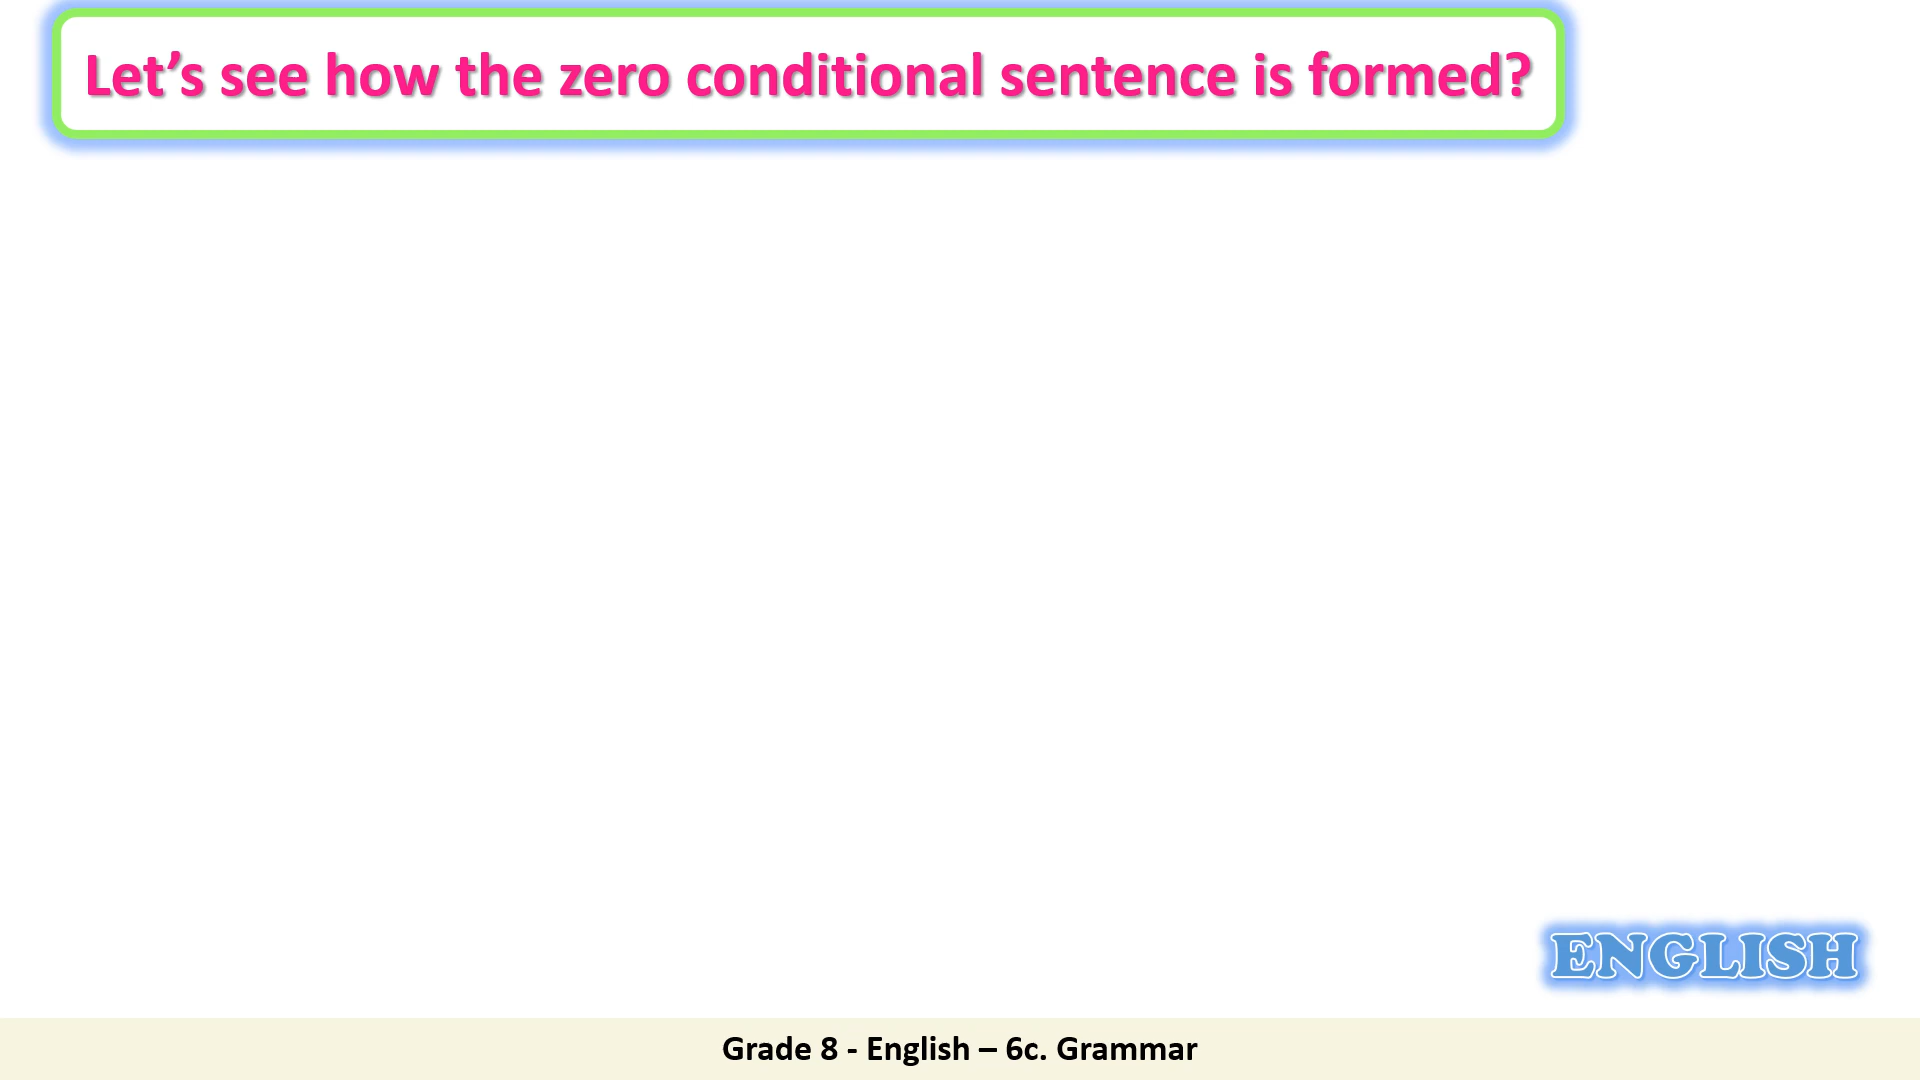 Let’s see how the zero conditional sentence is formed?
ENGLISH
Grade 8 - English – 6c. Grammar